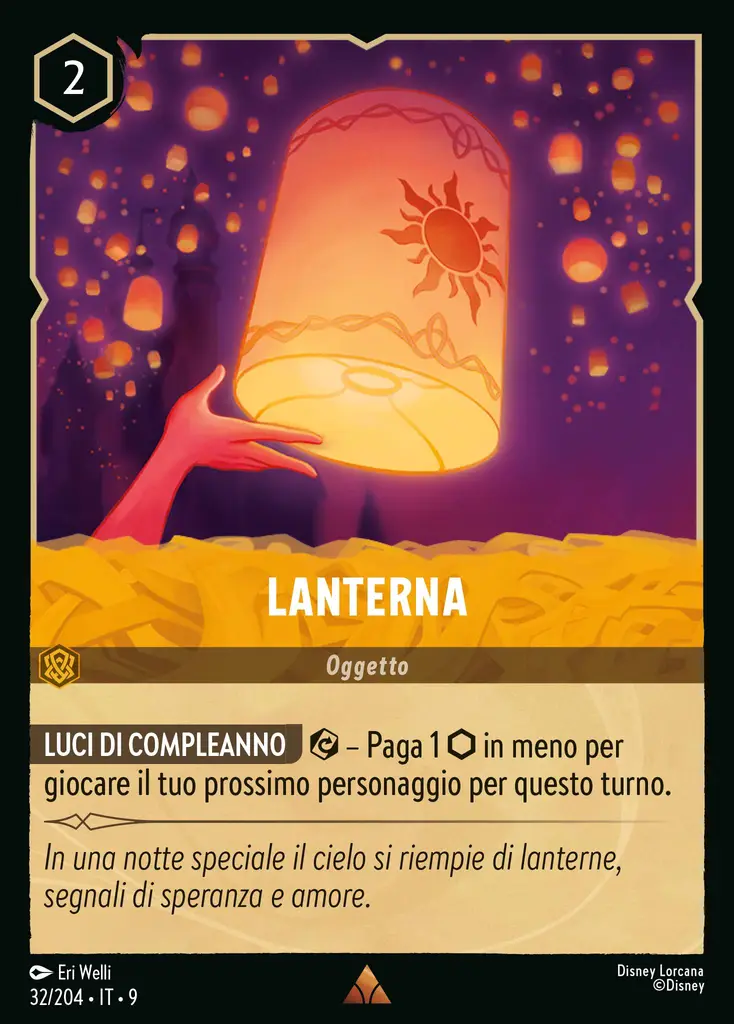 2
LANTERNA
Oggetto
LUCI DI COMPLEANNO – Paga 1 in meno per
giocare il tuo prossimo personaggio per questo turno.
In una notte speciale il cielo si riempie di lanterne,
segnali di speranza e amore.
Eri Welli
32/204 • IT • 9
Disney Lorcana
©Disney